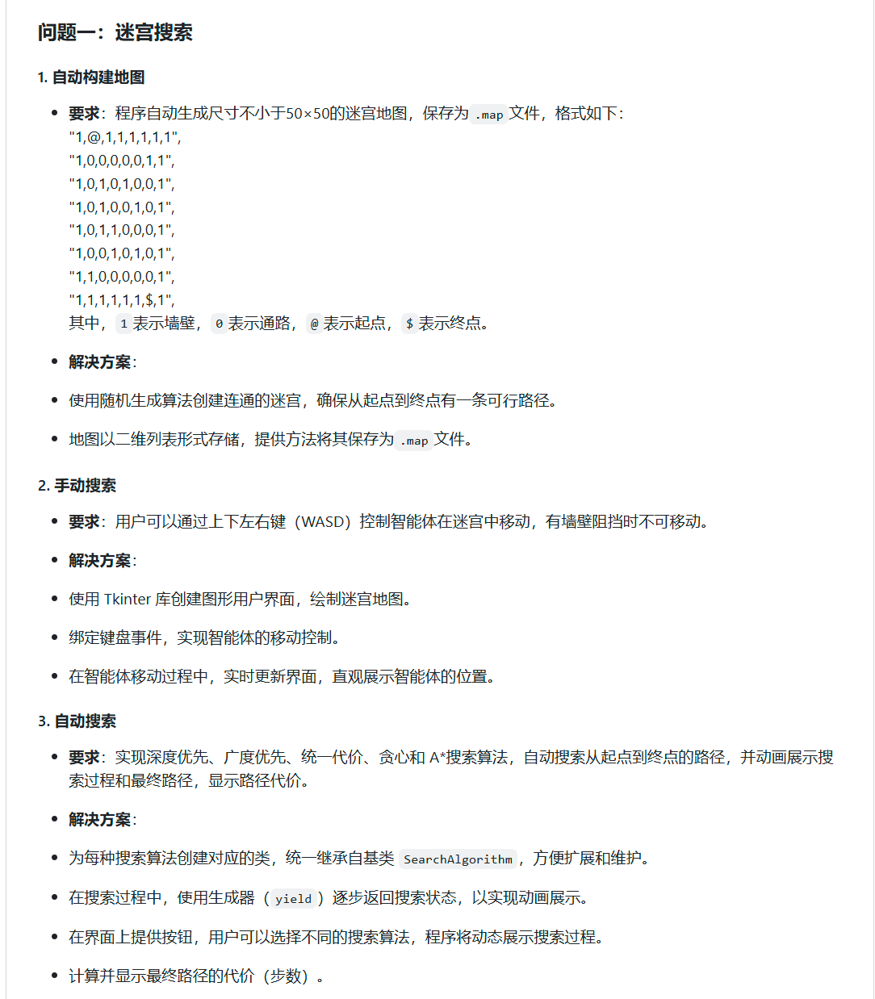 问题一：迷宫搜索
1. 自动构建地图
要求：程序自动生成尺寸不小于50×50的迷宫地图，保存为 .map 文件，格式如下：
"1,@,1,1,1,1,1,1",
"1,0,0,0,0,0,1,1",
"1,0,1,0,1,0,0,1",
"1,0,1,0,0,1,0,1",
"1,0,1,1,0,0,0,1",
"1,0,0,1,0,1,0,1",
"1,1,0,0,0,0,0,1",
"1,1,1,1,1,1,$,1",
其中， 1 表示墙壁， 0 表示通路， @ 表示起点， $ 表示终点。
解决方案：
使用随机生成算法创建连通的迷宫，确保从起点到终点有一条可行路径。
地图以二维列表形式存储，提供方法将其保存为 .map 文件。
2. 手动搜索
要求：用户可以通过上下左右键（WASD）控制智能体在迷宫中移动，有墙壁阻挡时不可移动。
解决方案：
使用 Tkinter 库创建图形用户界面，绘制迷宫地图。
绑定键盘事件，实现智能体的移动控制。
在智能体移动过程中，实时更新界面，直观展示智能体的位置。
3. 自动搜索
要求：实现深度优先、广度优先、统一代价、贪心和 A*搜索算法，自动搜索从起点到终点的路径，并动画展示搜
索过程和最终路径，显示路径代价。
解决方案：
为每种搜索算法创建对应的类，统一继承自基类 SearchAlgorithm ，方便扩展和维护。
在搜索过程中，使用生成器（ yield ）逐步返回搜索状态，以实现动画展示。
在界面上提供按钮，用户可以选择不同的搜索算法，程序将动态展示搜索过程。
计算并显示最终路径的代价（步数）。